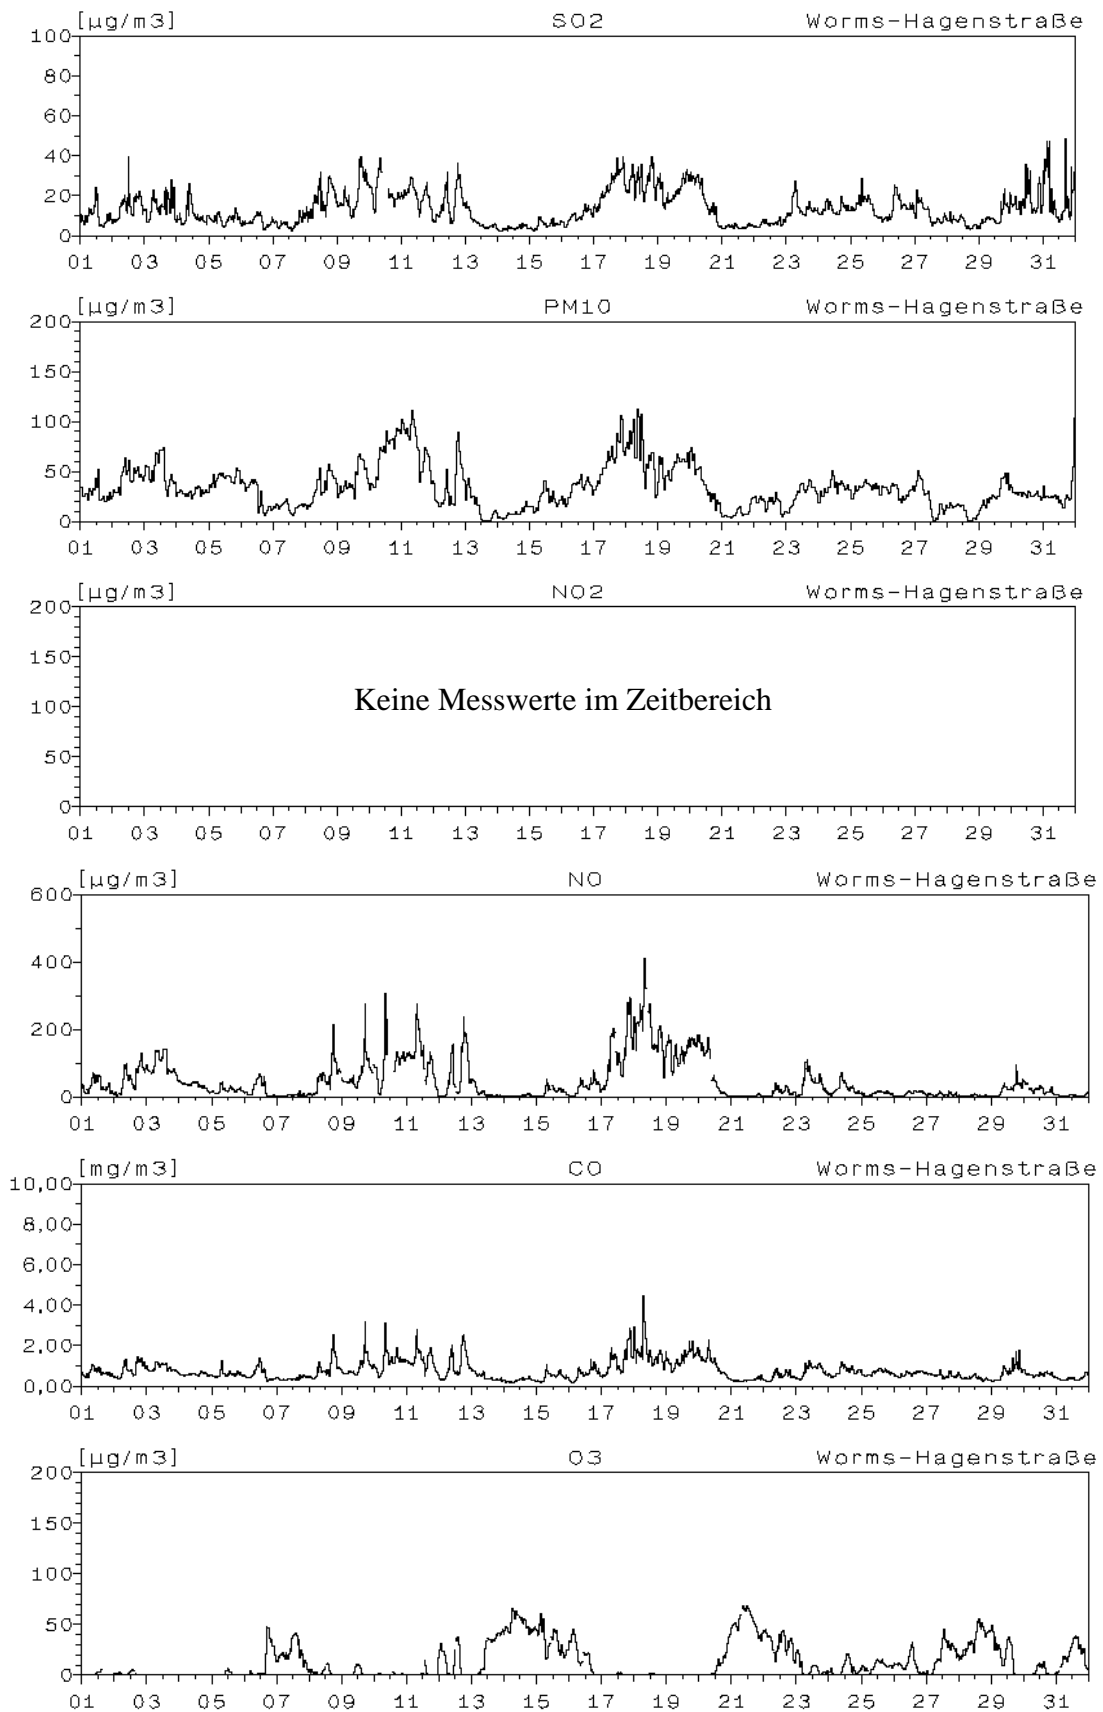 [µg/m3] SO2 Worms-Hagenstraße
100
80
60
40
20
0
01 03 05 07 09 11 13 15 17 19 21 23 25 27 29 31
[µg/m3] PM10 Worms-Hagenstraße
200
150
100
50
0
01 03 05 07 09 11 13 15 17 19 21 23 25 27 29 31
[µg/m3] NO2 Worms-Hagenstraße
200
150
Keine Messwerte im Zeitbereich
100
50
0
01 03 05 07 09 11 13 15 17 19 21 23 25 27 29 31
[µg/m3] NO Worms-Hagenstraße
600
400
200
0
01 03 05 07 09 11 13 15 17 19 21 23 25 27 29 31
[mg/m3] CO Worms-Hagenstraße
10,00
8,00
6,00
4,00
2,00
0,00
01 03 05 07 09 11 13 15 17 19 21 23 25 27 29 31
[µg/m3] O3 Worms-Hagenstraße
200
150
100
50
0
01 03 05 07 09 11 13 15 17 19 21 23 25 27 29 31